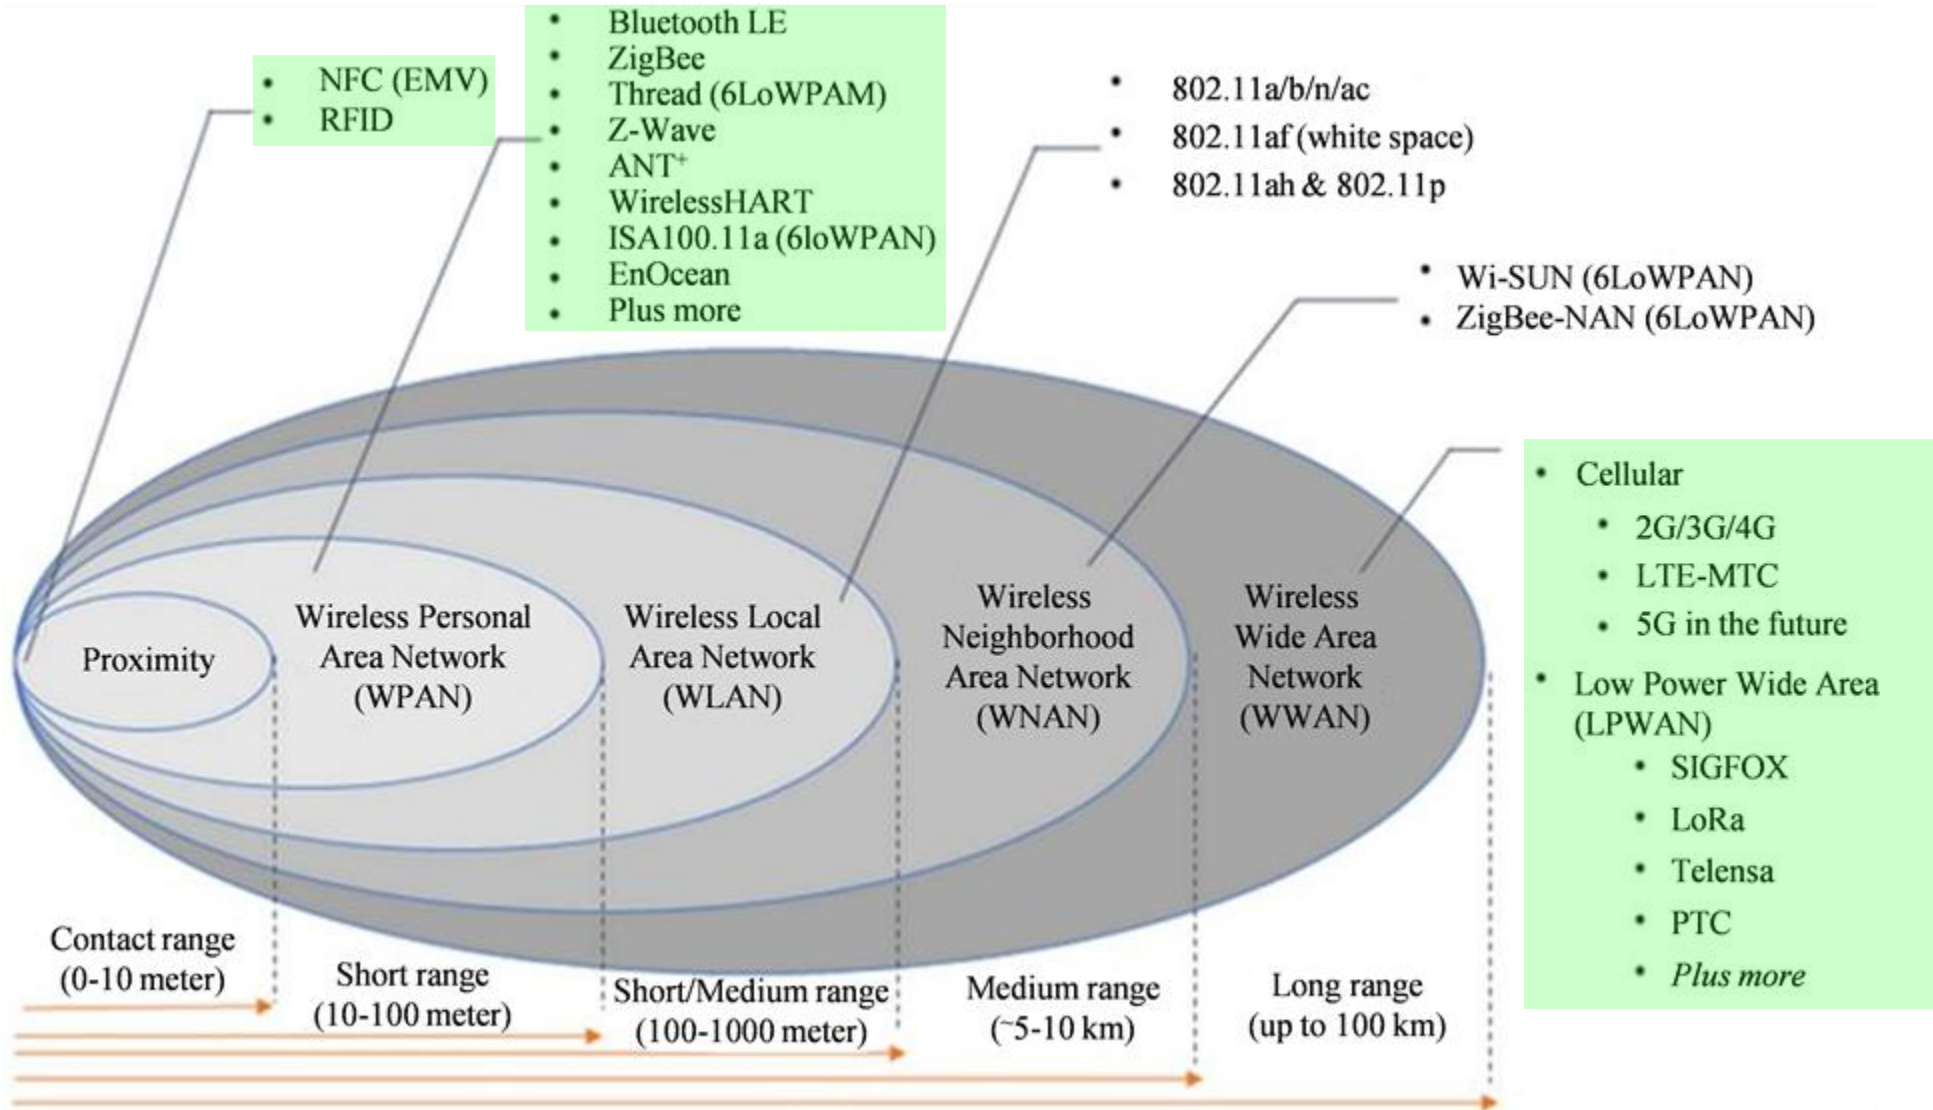 • NFC (EMV)
• RFID
• Bluetooth LE
• ZigBee
• Thread (6LoWPAM)
• Z-Wave
• ANT⁺
• WirelessHART
• ISA100.11a (6loWPAN)
• EnOcean
• Plus more
• 802.11a/b/n/ac
• 802.11af (white space)
• 802.11ah & 802.11p
• Wi-SUN (6LoWPAN)
• ZigBee-NAN (6LoWPAN)
• Cellular
• 2G/3G/4G
• LTE-MTC
• 5G in the future
• Low Power Wide Area
(LPWAN)
• SIGFOX
• LoRa
• Telensa
• PTC
• Plus more
Proximity
Wireless Personal
Area Network
(WPAN)
Wireless Local
Area Network
(WLAN)
Wireless
Neighborhood
Area Network
(WNAN)
Wireless
Wide Area
Network
(WWAN)
Contact range
(0-10 meter)
Short range
(10-100 meter)
Short/Medium range
(100-1000 meter)
Medium range
(~5-10 km)
Long range
(up to 100 km)